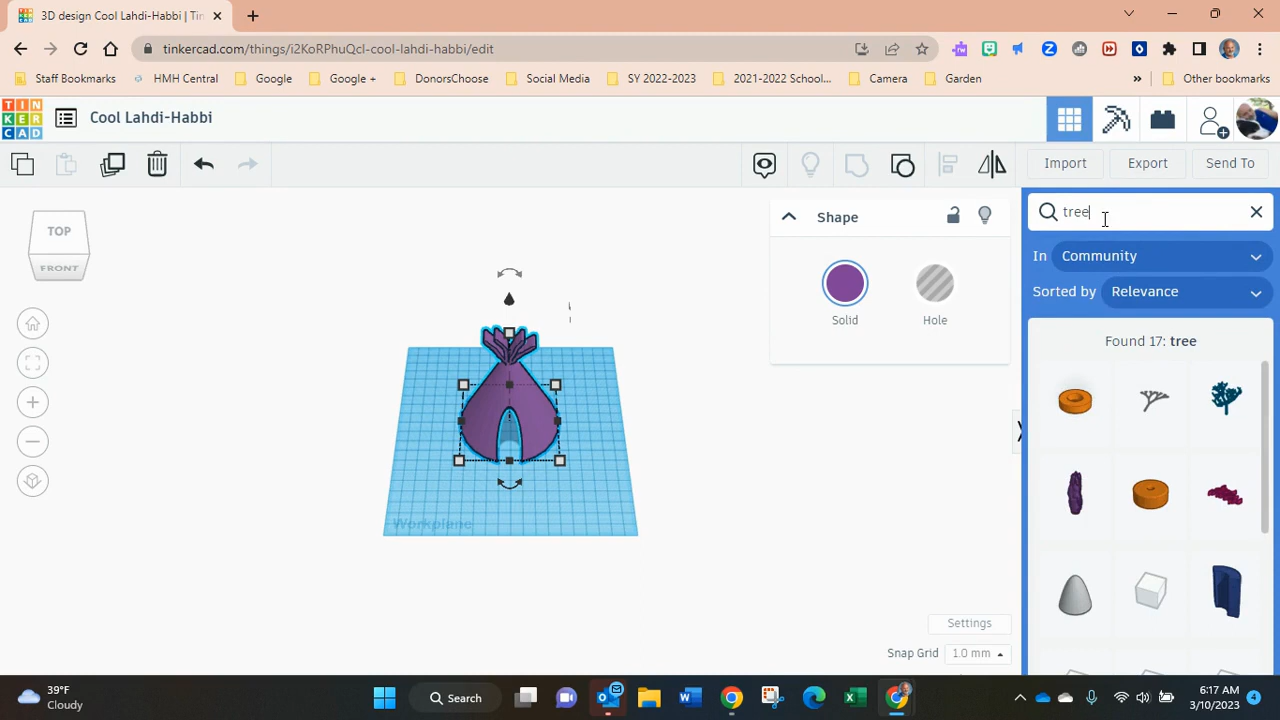 3D design Cool Lahdi-Habbi | Tin
tinkercad.com/things/i2KoRPhuQcl-cool-lahdi-habbi/edit
Staff Bookmarks HMH Central Google Google + DonorsChoose Social Media SY 2022-2023 2021-2022 School... Camera Garden » Other bookmarks
TIN
KER
CAD
Cool Lahdi-Habbi
Import Export Send To
TOP
FRONT
Shape
Solid Hole
tree
In Community
Sorted by Relevance
Found 17: tree
Workplane
Settings
Snap Grid 1.0 mm
39°F
Cloudy
Search
6:17 AM
3/10/2023
4